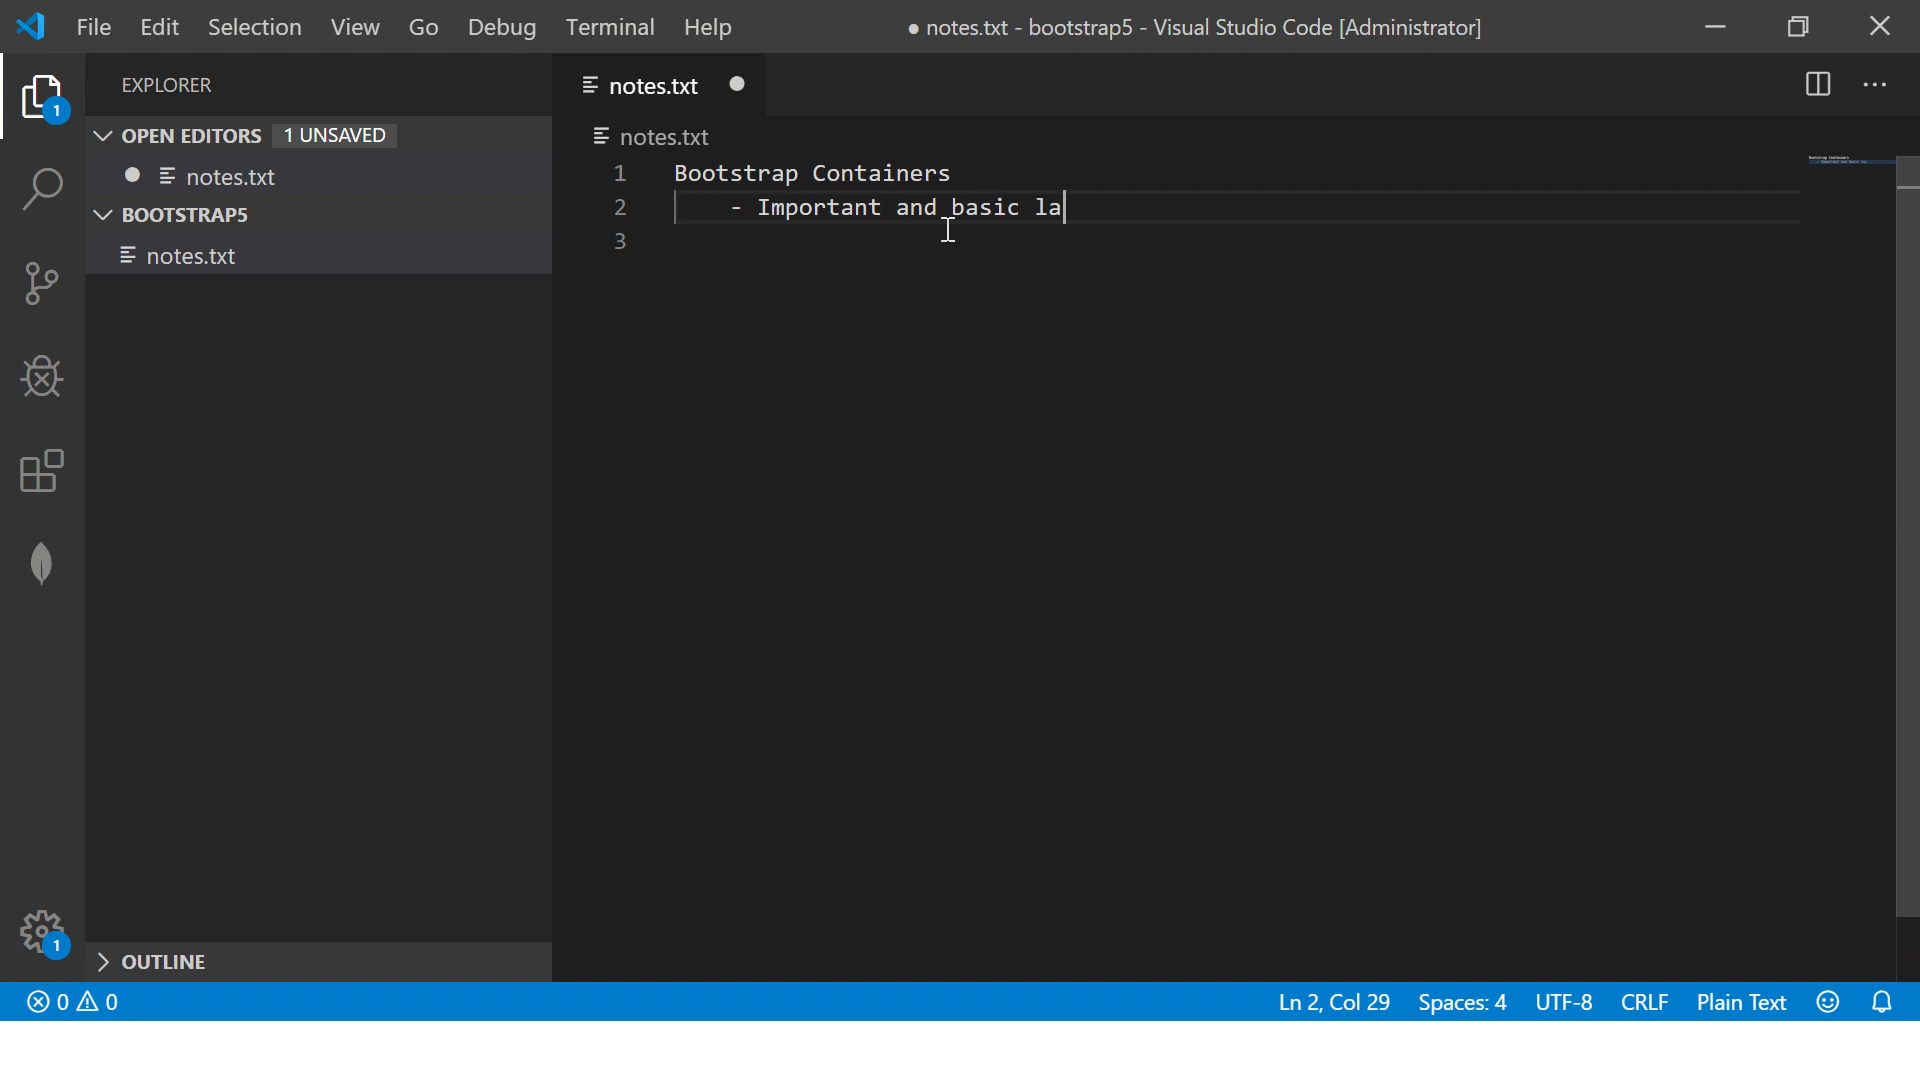 File Edit Selection View Go Debug Terminal Help ● notes.txt - bootstrap5 - Visual Studio Code [Administrator]
EXPLORER
1
OPEN EDITORS 1 UNSAVED
notes.txt
BOOTSTRAP5
notes.txt
OUTLINE
1
notes.txt
notes.txt
1 Bootstrap Containers
2 - Important and basic la
3
0 0 Ln 2, Col 29 Spaces: 4 UTF-8 CRLF Plain Text